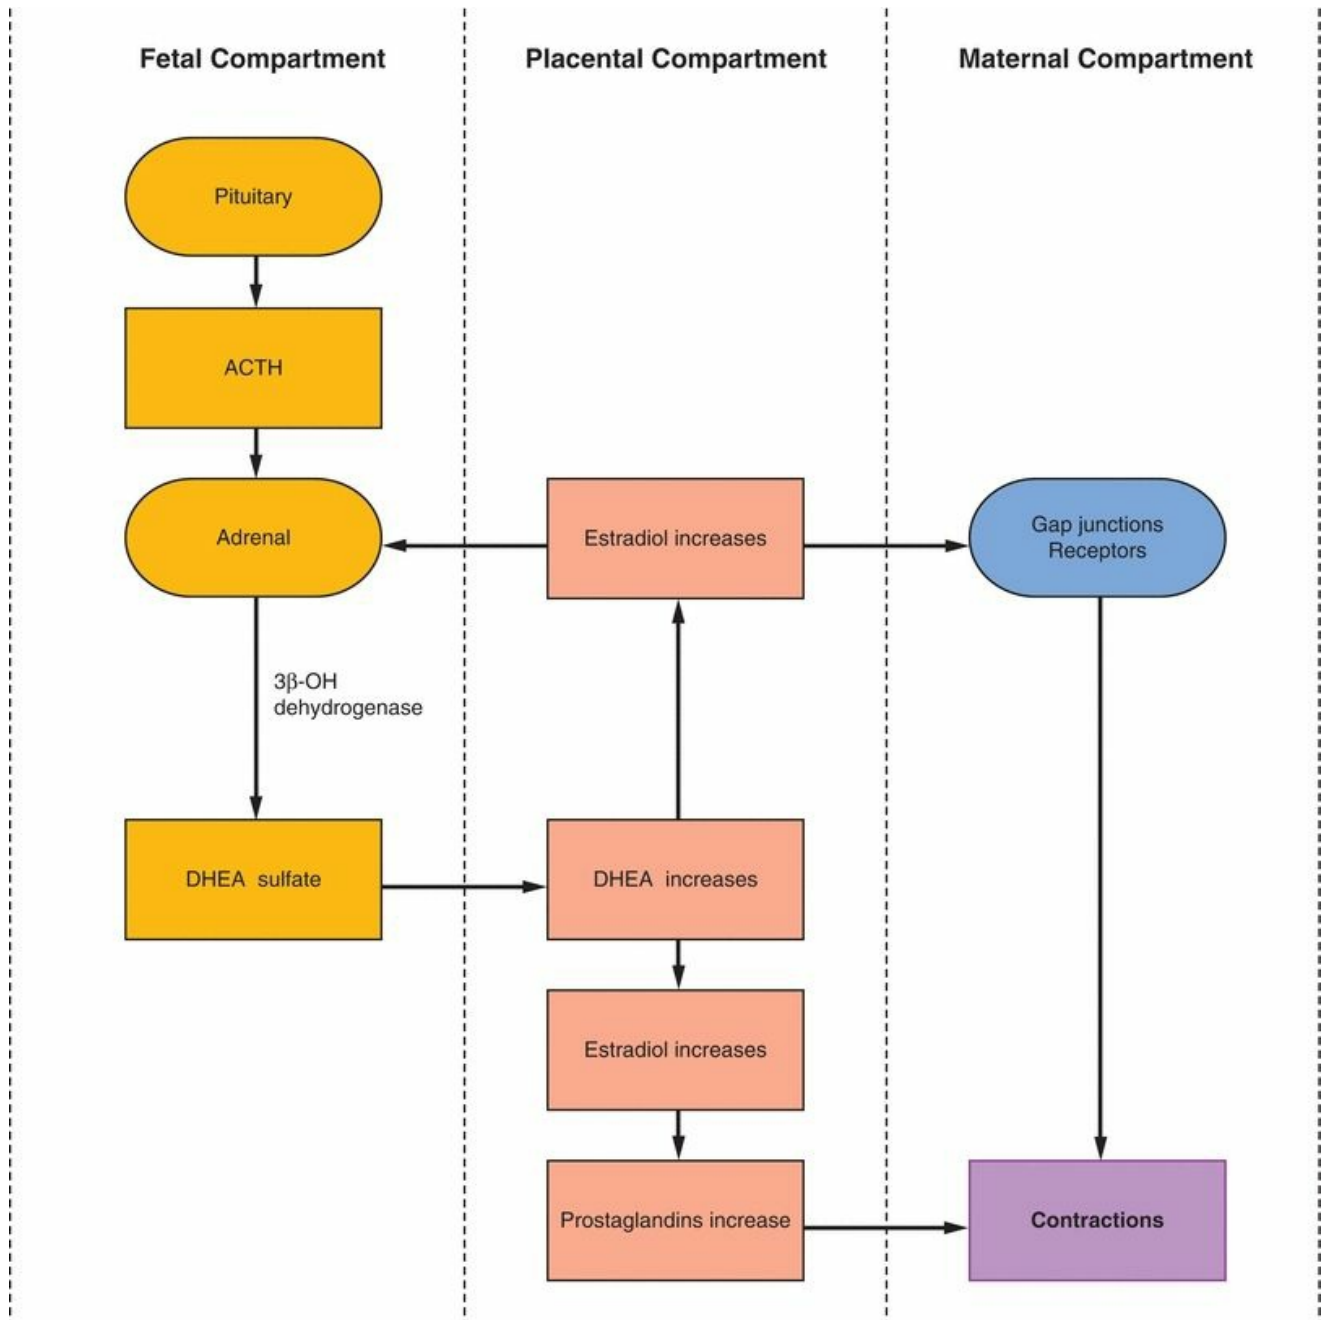 Fetal Compartment
Placental Compartment
Maternal Compartment
Pituitary
ACTH
Adrenal
Estradiol increases
Gap junctions
Receptors
3β-OH
dehydrogenase
DHEA sulfate
DHEA increases
Estradiol increases
Prostaglandins increase
Contractions